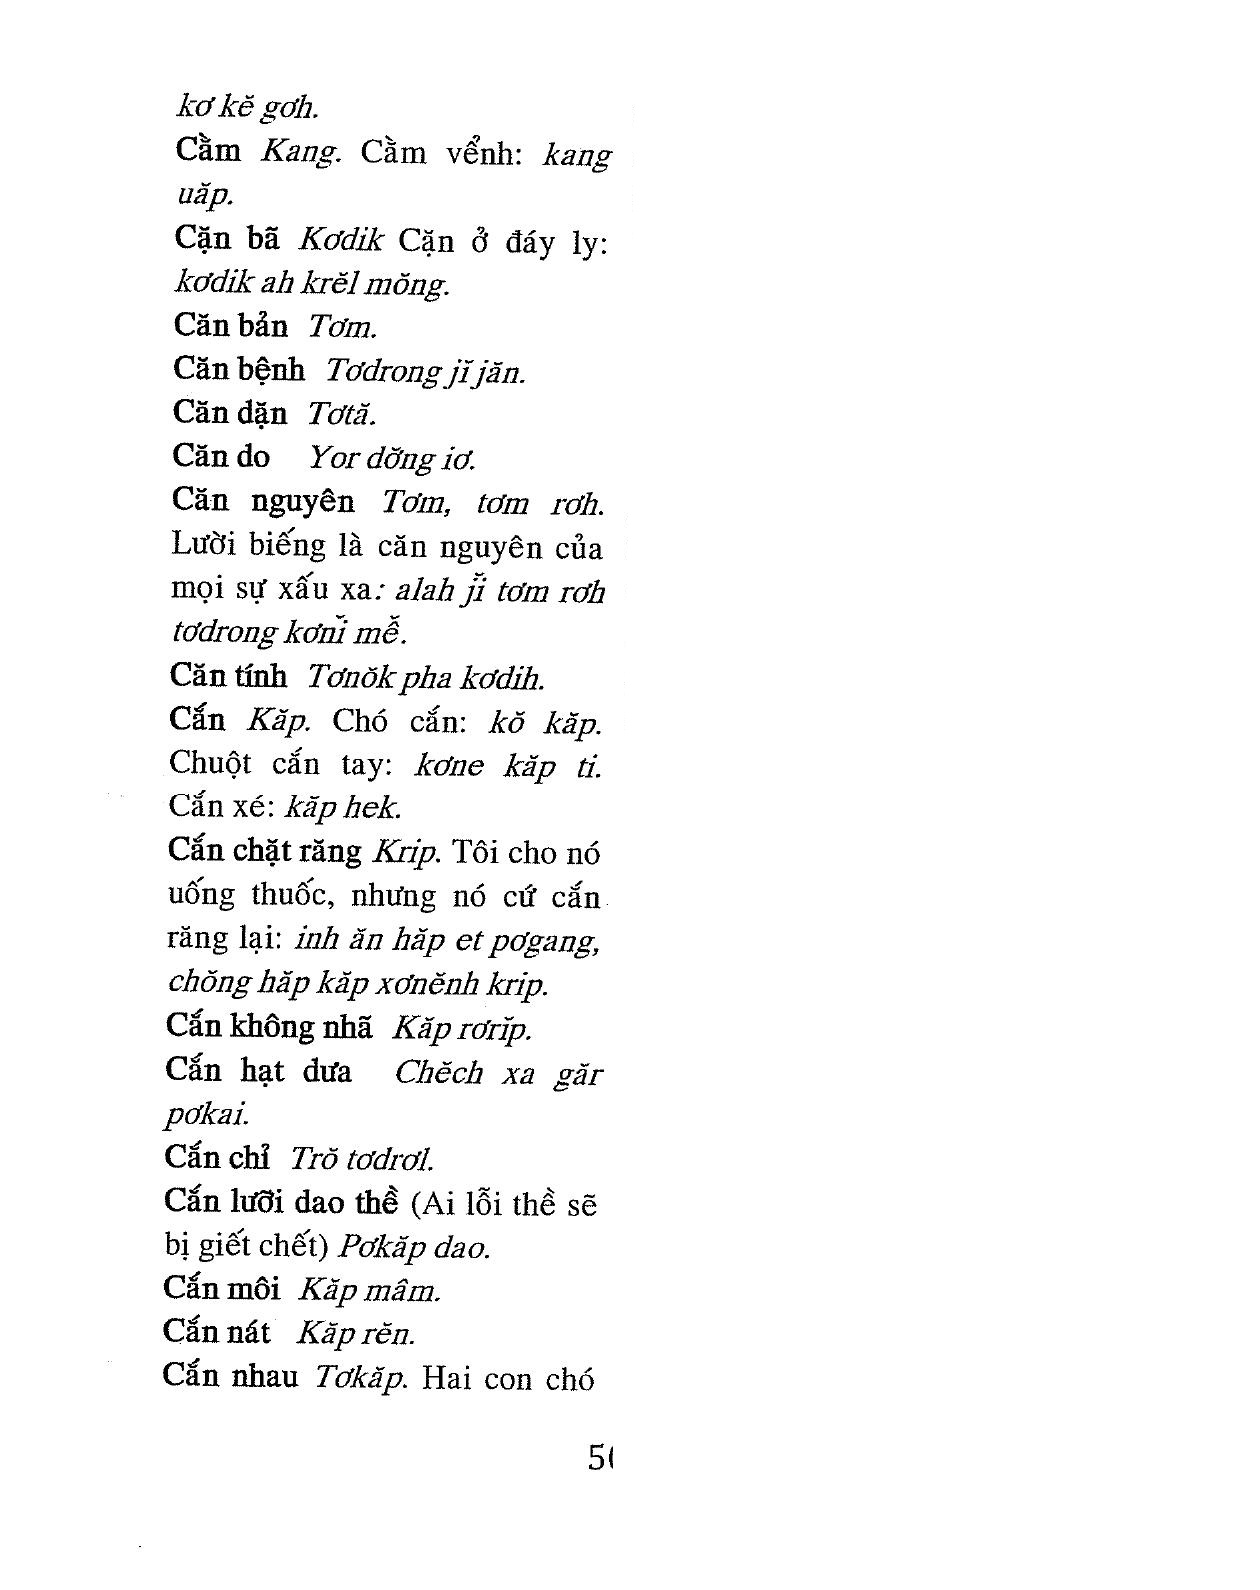 kơ kĕ gơh.
Cằm Kang. Cằm vểnh: kang
uăp.
Cặn bã Kơdik Cặn ở đáy ly:
kơdik ah krĕl mŏng.
Căn bản Tơm.
Căn bệnh Tơdrong jĭ jăn.
Căn dặn Tơtă.
Căn do Yor dơ̆ng iơ.
Căn nguyên Tơm, tơm rơh.
Lười biếng là căn nguyên của
mọi sự xấu xa: alah jĭ tơm rơh
tơdrong kơnĭ mê̆.
Căn tính Tơnŏk pha kơdih.
Cắn Kăp. Chó cắn: kŏ kăp.
Chuột cắn tay: kơne kăp ti.
Cắn xé: kăp hek.
Cắn chặt răng Krip. Tôi cho nó
uống thuốc, nhưng nó cứ cắn
răng lại: inh ăn hăp et pơgang,
chŏng hăp kăp xơnĕnh krip.
Cắn không nhã Kăp rơrĭp.
Cắn hạt dưa Chĕch xa găr
pơkai.
Cắn chỉ Trŏ tơdrơl.
Cắn lưỡi dao thề (Ai lỗi thề sẽ
bị giết chết) Pơkăp dao.
Cắn môi Kăp mâm.
Cắn nát Kăp rĕn.
Cắn nhau Tơkăp. Hai con chó